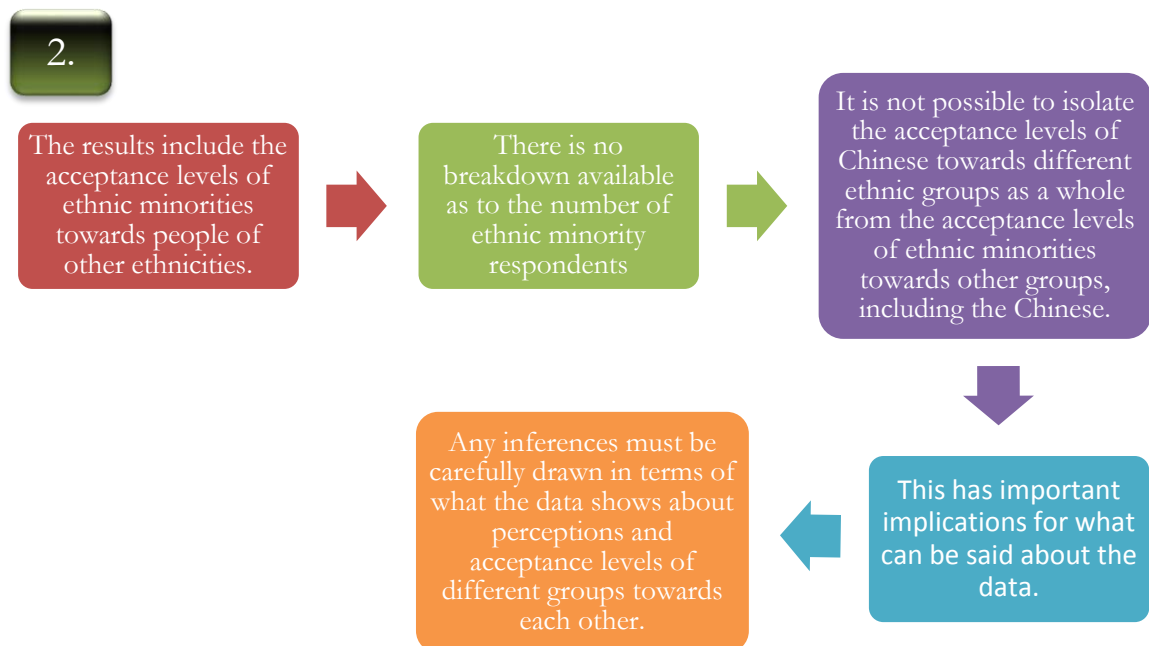 2.
The results include the
acceptance levels of
ethnic minorities
towards people of
other ethnicities.
There is no
breakdown available
as to the number of
ethnic minority
respondents
It is not possible to isolate
the acceptance levels of
Chinese towards different
ethnic groups as a whole
from the acceptance levels
of ethnic minorities
towards other groups,
including the Chinese.
This has important
implications for what
can be said about the
data.
Any inferences must be
carefully drawn in terms of
what the data shows about
perceptions and
acceptance levels of
different groups towards
each other.